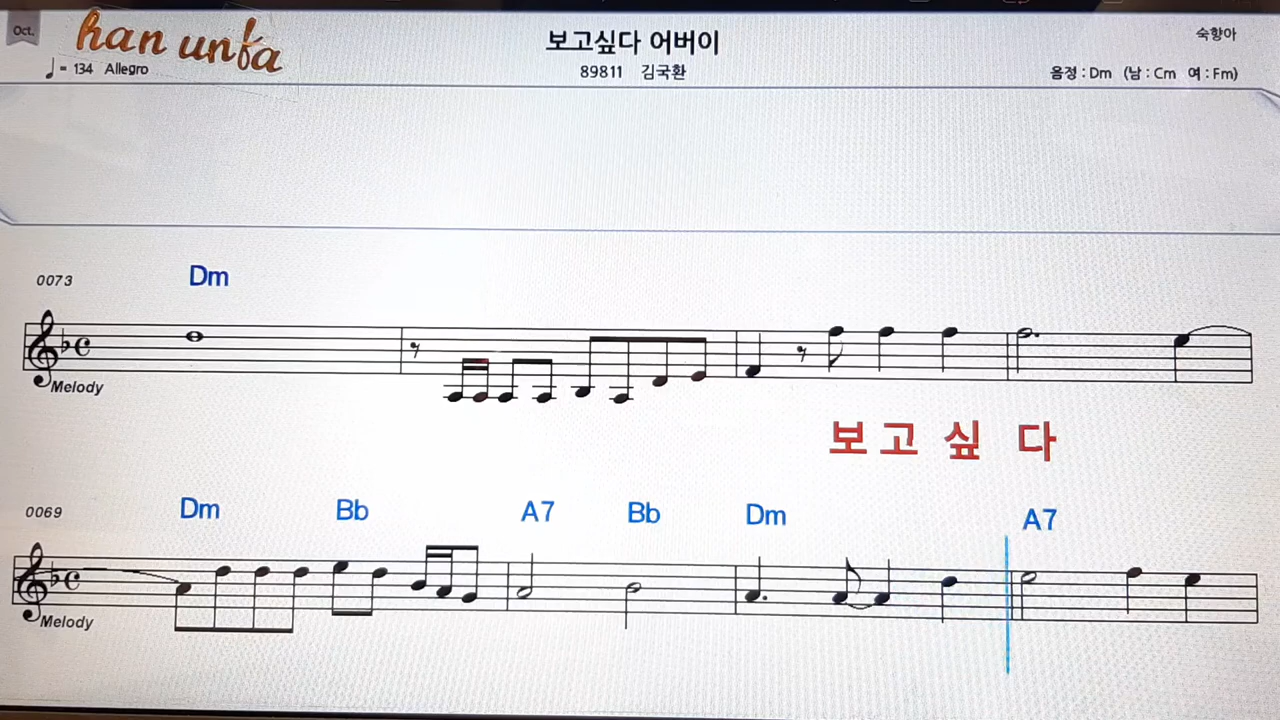 Oct.
han unfa
보고싶다 어버이
숙향아
= 134 Allegro
89811 김국환
음정 : Dm (남 : Cm 여 : Fm)
0073
Dm
Melody
보 고 싶 다
0069
Dm Bb A7 Bb Dm A7
Melody